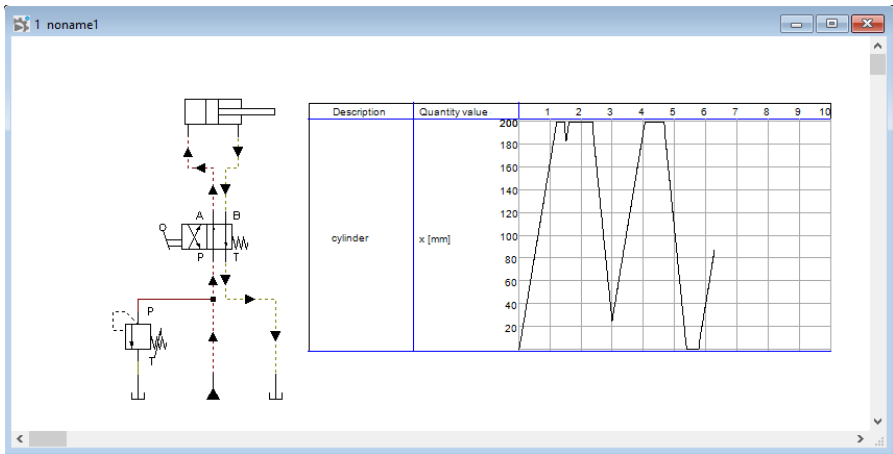 1 noname1
Description Quantity value 1 2 3 4 5 6 7 8 9 10
200
180
160
140
120
cylinder x [mm] 100
80
60
40
20
A B
P T
P
T